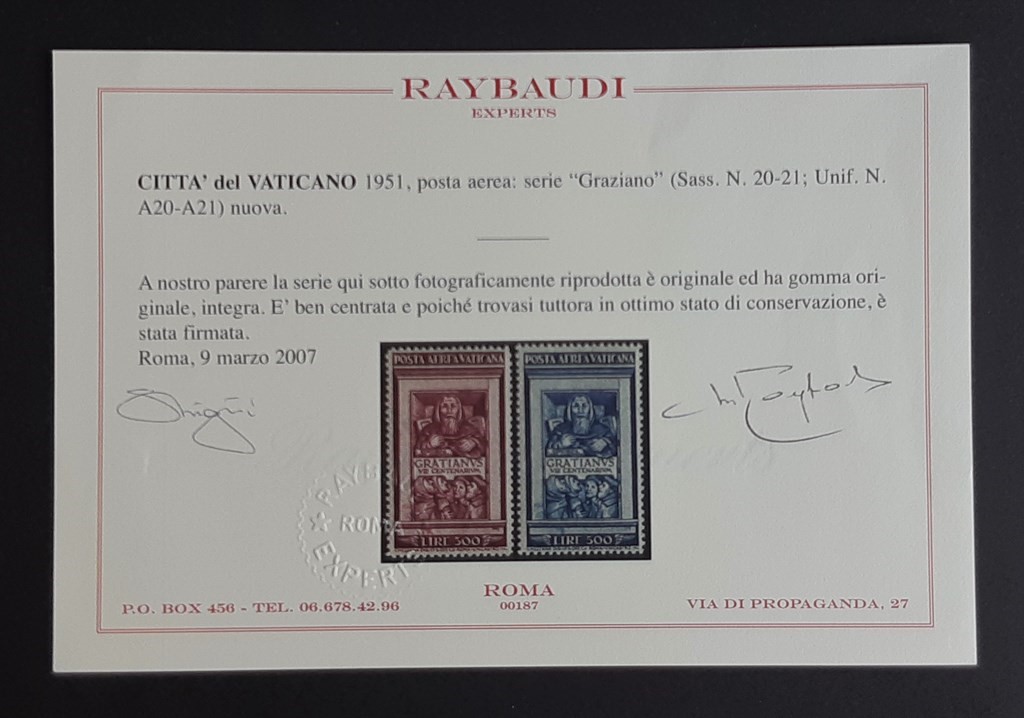 RAYBAUDI
EXPERTS
CITTA' del VATICANO 1951, posta aerea: serie “Graziano” (Sass. N. 20-21; Unif. N.
A20-A21) nuova.
A nostro parere la serie qui sotto fotograficamente riprodotta è originale ed ha gomma ori-
ginale, integra. E' ben centrata e poiché trovasi tuttora in ottimo stato di conservazione, è
stata firmata.
Roma, 9 marzo 2007
POSTA AEREA VATICANA
GRATIANVS
VIII CENTENARIVM
LIRE 300
POSTA AEREA VATICANA
GRATIANVS
VIII CENTENARIVM
LIRE 500
RAYB
ROMA
EXPERT
ROMA
00187
P.O. BOX 456 - TEL. 06.678.42.96
VIA DI PROPAGANDA, 27